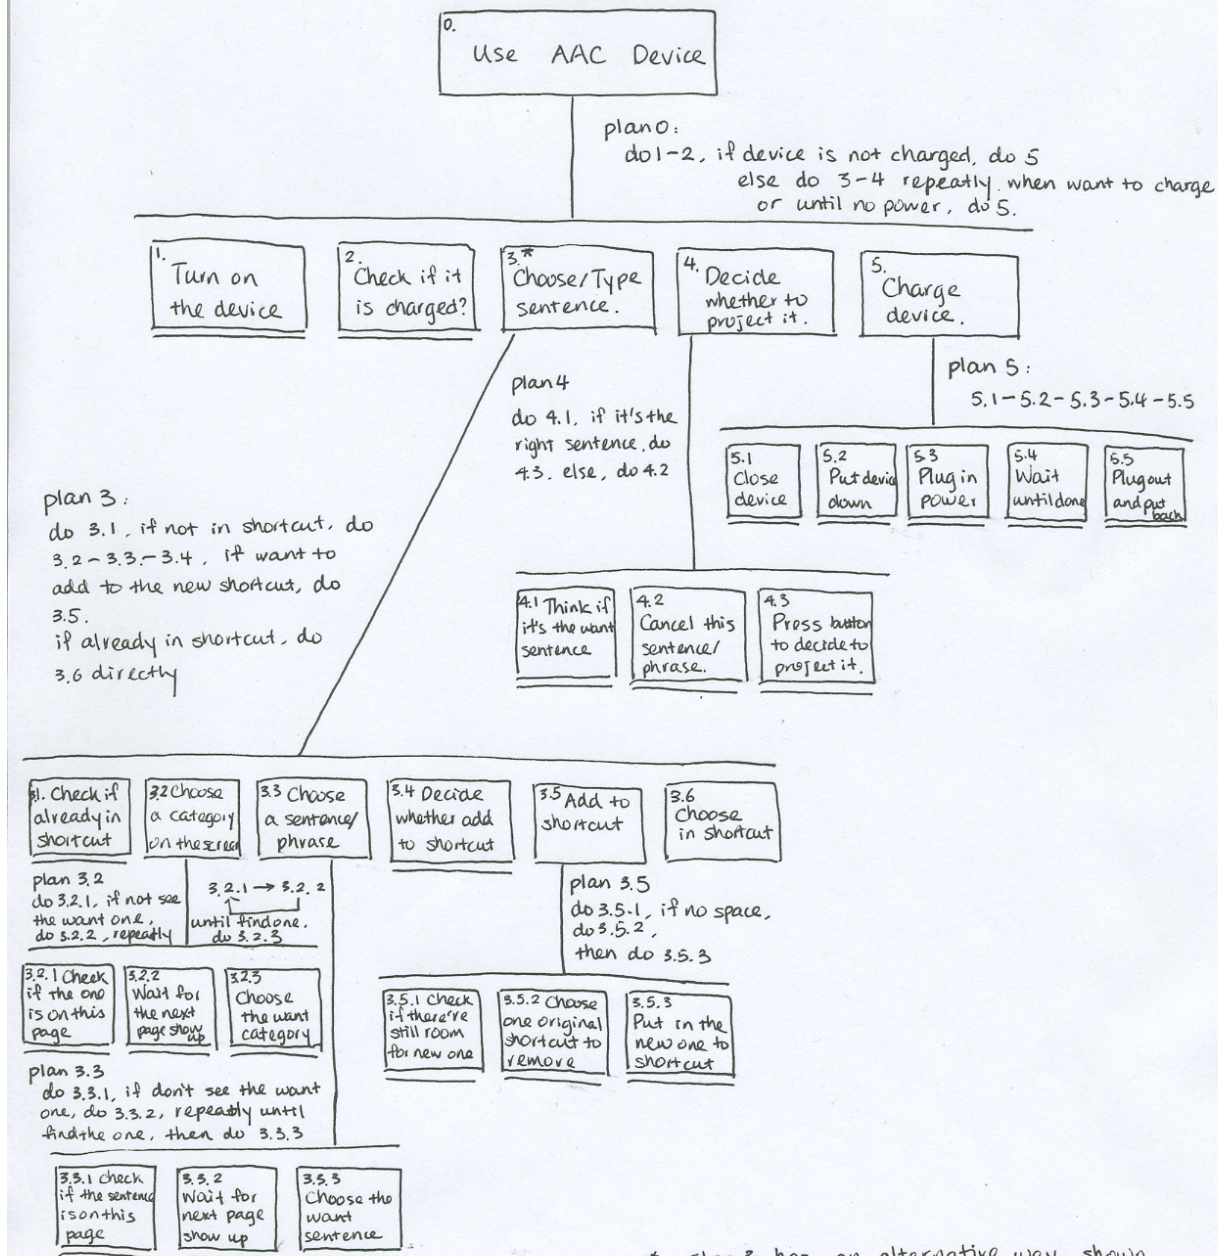 0.
Use AAC Device
plan 0:
do 1-2, if device is not charged, do 5
else do 3-4 repeatly. when want to charge
or until no power, do 5.
1.
Turn on
the device
2.
Check if it
is charged?
3.*
Choose/Type
sentence.
4.
Decide
whether to
project it.
5.
Charge
device.
plan 4
do 4.1, if it's the
right sentence, do
4.3. else, do 4.2
plan 5:
5.1-5.2-5.3-5.4-5.5
5.1
Close
device
5.2
Put device
down
5.3
Plug in
power
5.4
Wait
until done
5.5
Plug out
and put
back
plan 3:
do 3.1, if not in shortcut, do
3.2-3.3-3.4, if want to
add to the new shortcut, do
3.5.
if already in shortcut, do
3.6 directly
4.1 Think if
it's the want
sentence
4.2
Cancel this
sentence/
phrase.
4.3
Press button
to decide to
project it.
3.1. Check if
already in
shortcut
3.2 Choose
a category
on the screen
3.3 Choose
a sentence/
phrase
3.4 Decide
whether add
to shortcut
3.5 Add to
shortcut
3.6
Choose
in shortcut
plan 3.2
do 3.2.1, if not see
the want one,
do 3.2.2, repeatly
3.2.1 → 3.2.2
until find one.
do 3.2.3
plan 3.5
do 3.5.1, if no space,
do 3.5.2,
then do 3.5.3
3.2.1 Check
if the one
is on this
page
3.2.2
Wait for
the next
page show
up
3.2.3
Choose
the want
category
3.5.1 Check
if there're
still room
for new one
3.5.2 Choose
one original
shortcut to
remove
3.5.3
Put in the
new one to
shortcut
plan 3.3
do 3.3.1, if don't see the want
one, do 3.3.2, repeatly until
find the one, then do 3.3.3
3.3.1 Check
if the sentence
is on this
page
3.3.2
Wait for
next page
show up
3.3.3
Choose the
want
sentence
* plan 3 has an alternative way shown